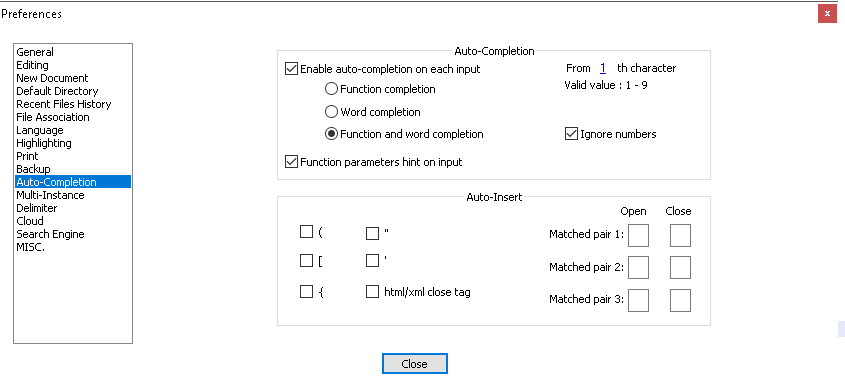 Preferences
x
General
Editing
New Document
Default Directory
Recent Files History
File Association
Language
Highlighting
Print
Backup
Auto-Completion
Multi-Instance
Delimiter
Cloud
Search Engine
MISC.
Auto-Completion
Enable auto-completion on each input
From 1 th character
Valid value : 1 - 9
Function completion
Word completion
Function and word completion
Ignore numbers
Function parameters hint on input
Auto-Insert
Open Close
( " Matched pair 1:
[ ' Matched pair 2:
{ html/xml close tag Matched pair 3:
Close